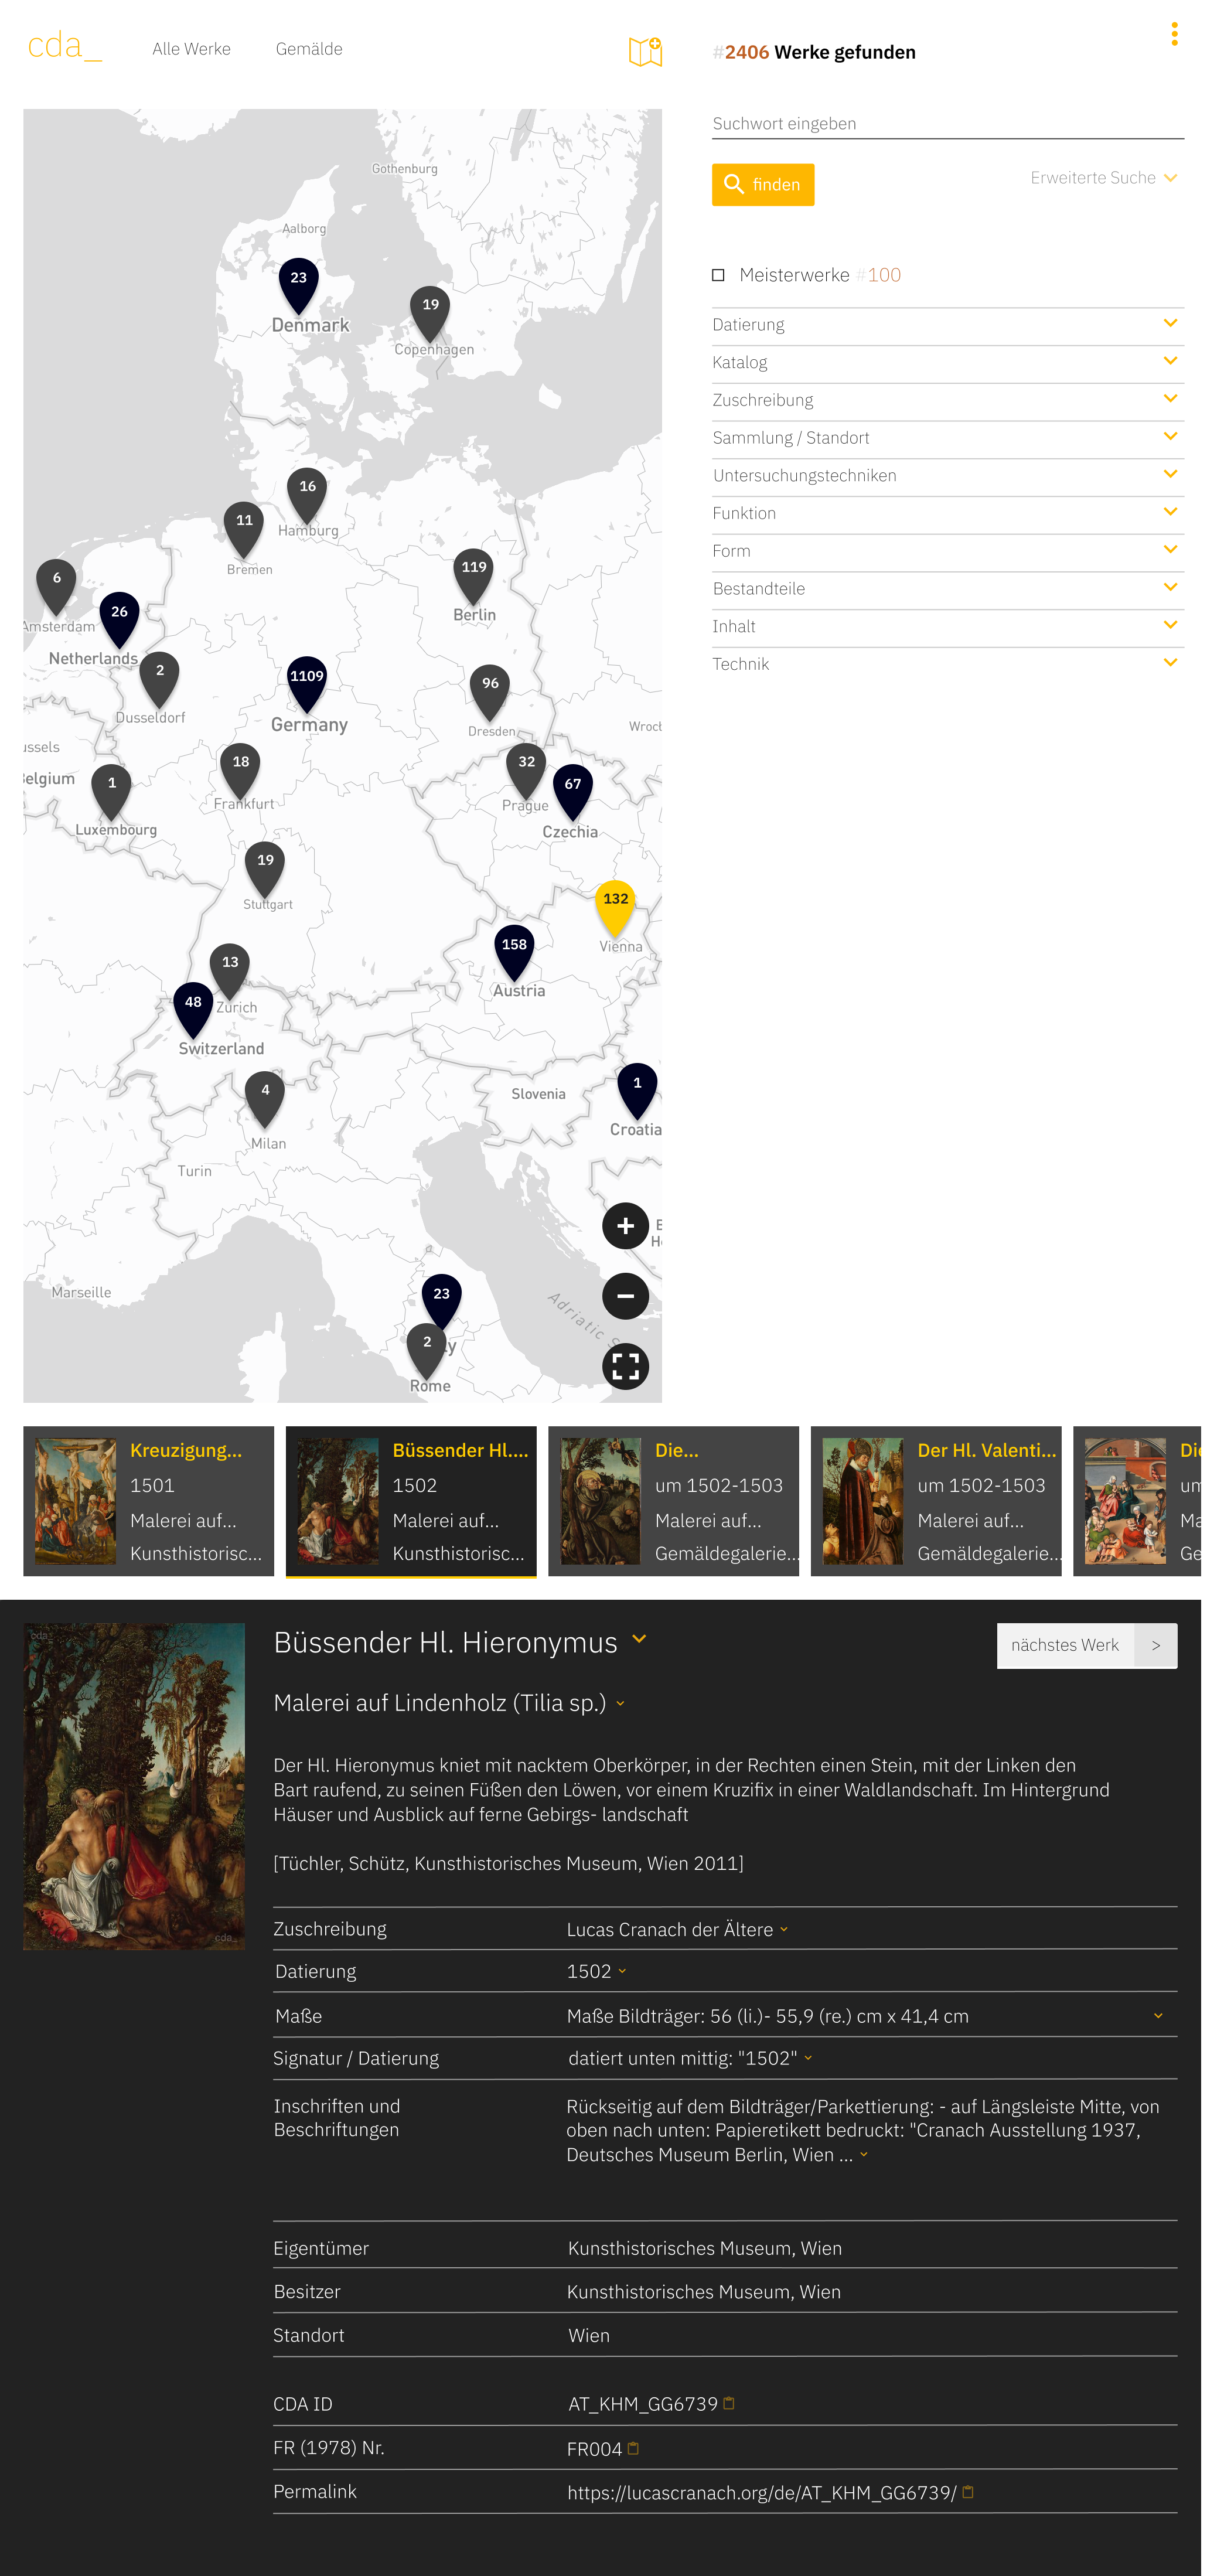 cda_
Alle Werke
Gemälde
#2406 Werke gefunden
Suchwort eingeben
finden
Erweiterte Suche
Meisterwerke #100
Datierung
Katalog
Zuschreibung
Sammlung / Standort
Untersuchungstechniken
Funktion
Form
Bestandteile
Inhalt
Technik
Gothenburg
Aalborg
23
Denmark
19
Copenhagen
16
Hamburg
11
Bremen
119
Berlin
6
Amsterdam
26
Netherlands
2
Dusseldorf
1109
Germany
96
Dresden
Wroc
ussels
elgium
18
Frankfurt
32
Prague
67
Czechia
1
Luxembourg
19
Stuttgart
132
Vienna
158
Austria
13
Zürich
48
Switzerland
1
Croatia
Slovenia
4
Milan
Turin
Marseille
23
y
2
Rome
Adriatic S
Kreuzigung...
1501
Malerei auf...
Kunsthistorisc...
Büssender Hl....
1502
Malerei auf...
Kunsthistorisc...
Die...
um 1502-1503
Malerei auf...
Gemäldegalerie...
Der Hl. Valenti...
um 1502-1503
Malerei auf...
Gemäldegalerie...
Die
um
Ma
Ge
cda_
cda_
Büssender Hl. Hieronymus
nächstes Werk >
Malerei auf Lindenholz (Tilia sp.)
Der Hl. Hieronymus kniet mit nacktem Oberkörper, in der Rechten einen Stein, mit der Linken den
Bart raufend, zu seinen Füßen den Löwen, vor einem Kruzifix in einer Waldlandschaft. Im Hintergrund
Häuser und Ausblick auf ferne Gebirgs- landschaft
[Tüchler, Schütz, Kunsthistorisches Museum, Wien 2011]
Zuschreibung Lucas Cranach der Ältere
Datierung 1502
Maße Maße Bildträger: 56 (li.)- 55,9 (re.) cm x 41,4 cm
Signatur / Datierung datiert unten mittig: "1502"
Inschriften und
Beschriftungen
Rückseitig auf dem Bildträger/Parkettierung: - auf Längsleiste Mitte, von
oben nach unten: Papieretikett bedruckt: "Cranach Ausstellung 1937,
Deutsches Museum Berlin, Wien ...
Eigentümer Kunsthistorisches Museum, Wien
Besitzer Kunsthistorisches Museum, Wien
Standort Wien
CDA ID AT_KHM_GG6739
FR (1978) Nr. FR004
Permalink https://lucascranach.org/de/AT_KHM_GG6739/